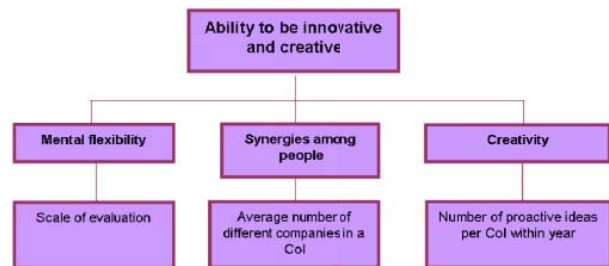 Ability to be innovative
and creative
Mental flexibility
Synergies among
people
Creativity
Scale of evaluation
Average number of
different companies in a
CoI
Number of proactive ideas
per CoI within year